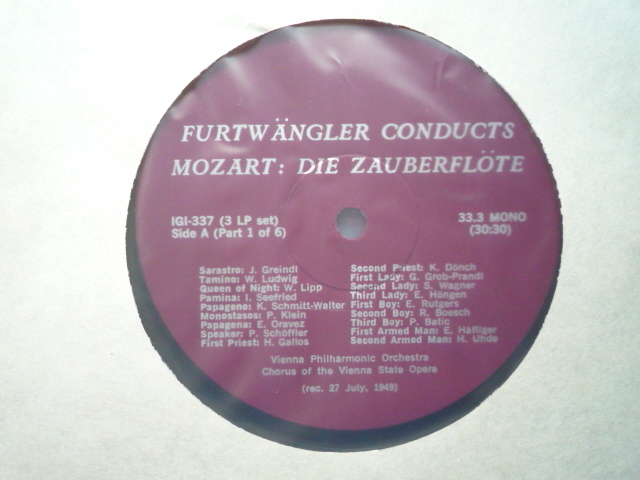 FURTWÄNGLER CONDUCTS
MOZART: DIE ZAUBERFLÖTE
IGI-337 (3 LP set)
Side A (Part 1 of 6)
33.3 MONO
(30:30)
Sarastro: J. Greindl
Tamino: W. Ludwig
Queen of Night: W. Lipp
Pamina: I. Seefried
Papageno: K. Schmitt-Walter
Monostasos: P. Klein
Papagena: E. Oravez
Speaker: P. Schöffler
First Priest: H. Gallos
Second Priest: K. Dönch
First Lady: G. Grob-Prandl
Second Lady: S. Wagner
Third Lady: E. Höngen
First Boy: E. Rutgers
Second Boy: R. Boesch
Third Boy: P. Batic
First Armed Man: E. Häfliger
Second Armed Man: H. Uhde
Vienna Philharmonic Orchestra
Chorus of the Vienna State Opera
(rec. 27 July, 1949)